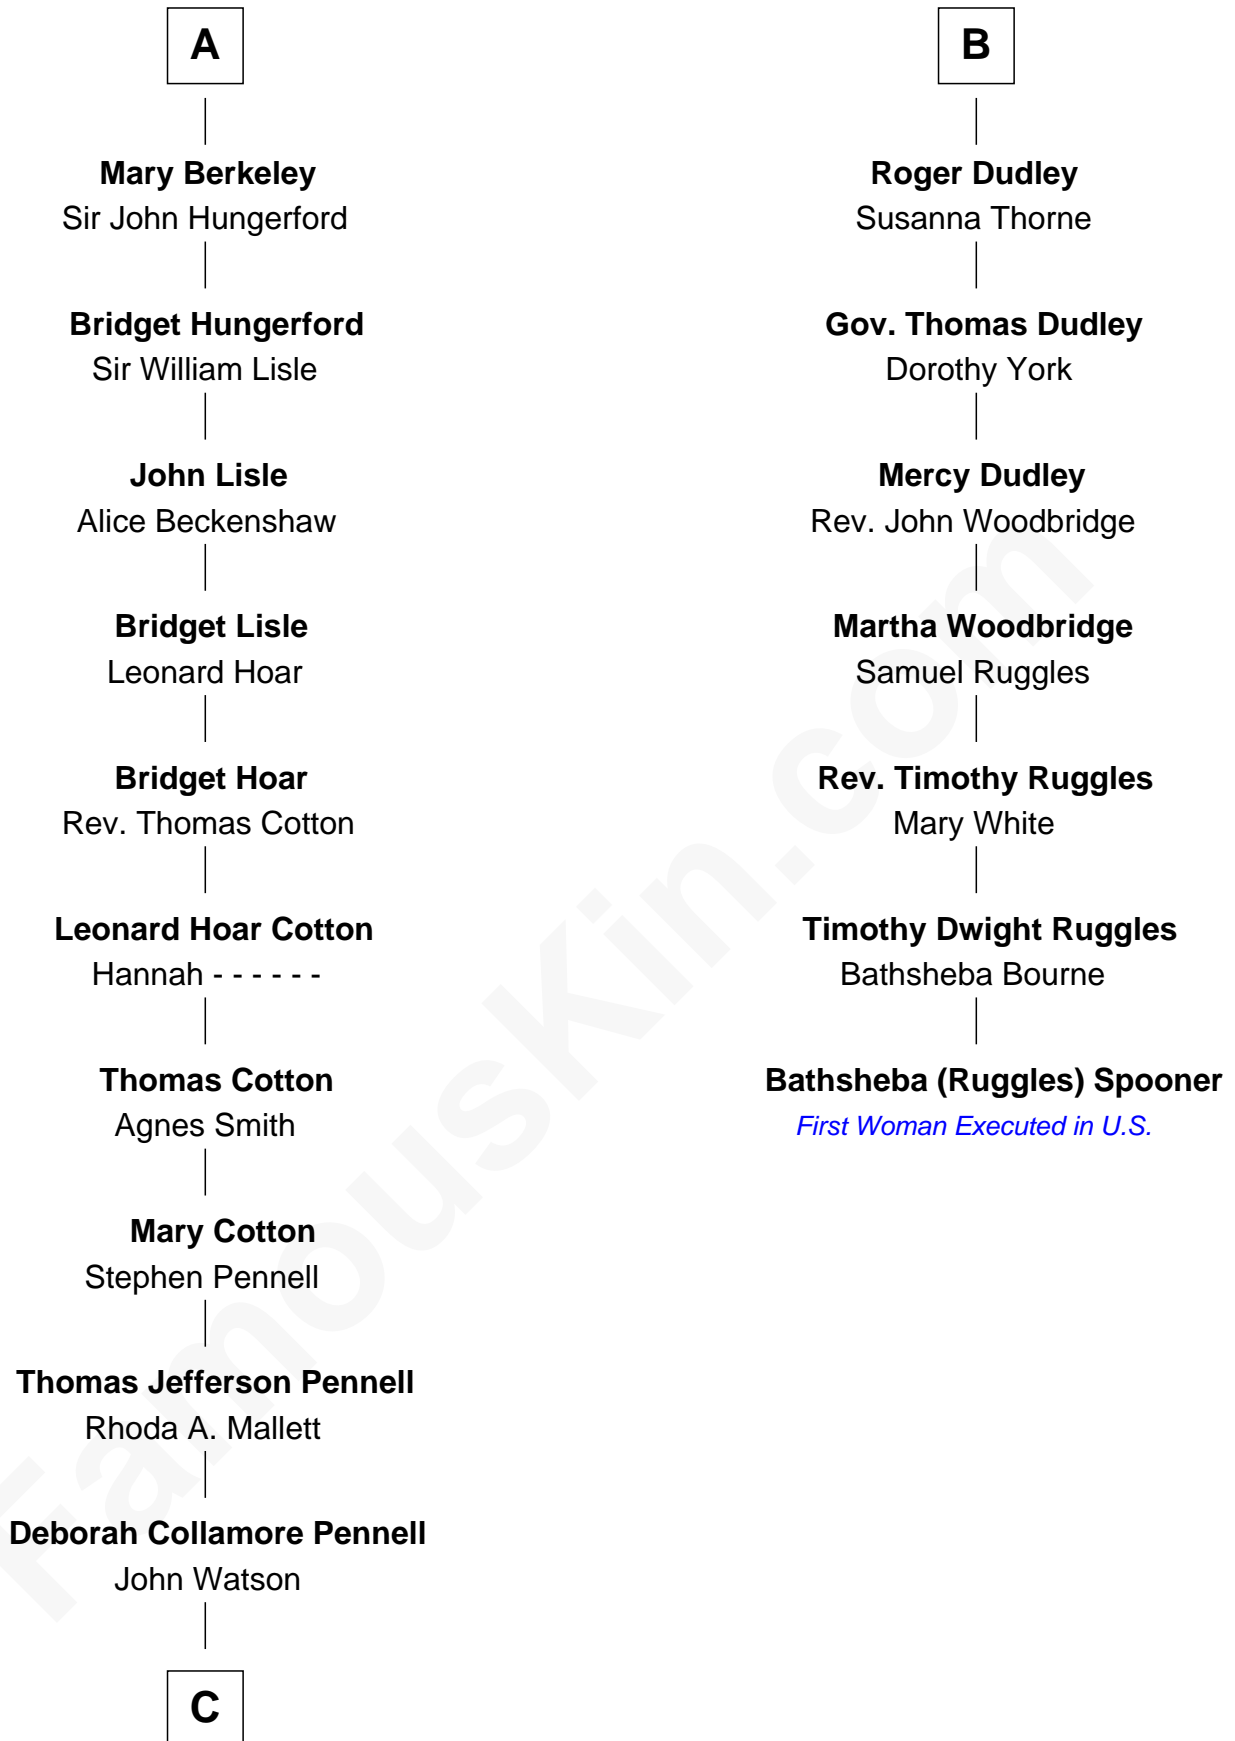 A
Mary Berkeley
Sir John Hungerford
Bridget Hungerford
Sir William Lisle
John Lisle
Alice Beckenshaw
Bridget Lisle
Leonard Hoar
Bridget Hoar
Rev. Thomas Cotton
Leonard Hoar Cotton
Hannah - - - - - -
Thomas Cotton
Agnes Smith
Mary Cotton
Stephen Pennell
Thomas Jefferson Pennell
Rhoda A. Mallett
Deborah Collamore Pennell
John Watson
C
B
Roger Dudley
Susanna Thorne
Gov. Thomas Dudley
Dorothy York
Mercy Dudley
Rev. John Woodbridge
Martha Woodbridge
Samuel Ruggles
Rev. Timothy Ruggles
Mary White
Timothy Dwight Ruggles
Bathsheba Bourne
Bathsheba (Ruggles) Spooner
First Woman Executed in U.S.
FamousKin.com